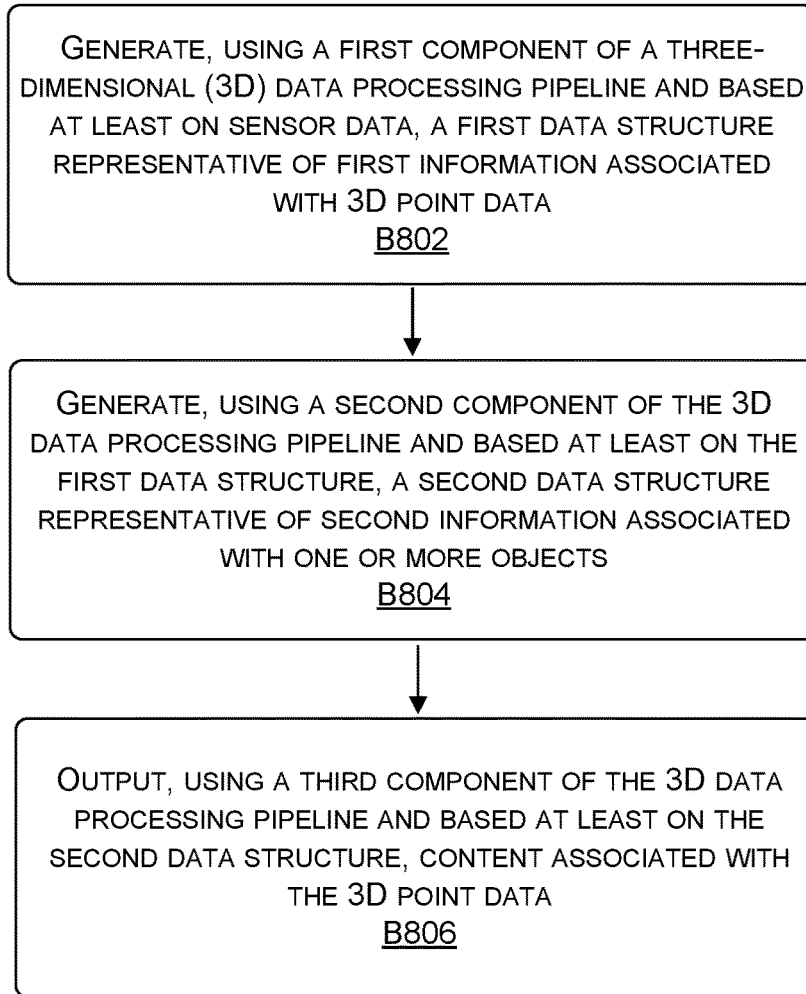 GENERATE, USING A FIRST COMPONENT OF A THREE-
DIMENSIONAL (3D) DATA PROCESSING PIPELINE AND BASED
AT LEAST ON SENSOR DATA, A FIRST DATA STRUCTURE
REPRESENTATIVE OF FIRST INFORMATION ASSOCIATED
WITH 3D POINT DATA
B802
GENERATE, USING A SECOND COMPONENT OF THE 3D
DATA PROCESSING PIPELINE AND BASED AT LEAST ON THE
FIRST DATA STRUCTURE, A SECOND DATA STRUCTURE
REPRESENTATIVE OF SECOND INFORMATION ASSOCIATED
WITH ONE OR MORE OBJECTS
B804
OUTPUT, USING A THIRD COMPONENT OF THE 3D DATA
PROCESSING PIPELINE AND BASED AT LEAST ON THE
SECOND DATA STRUCTURE, CONTENT ASSOCIATED WITH
THE 3D POINT DATA
B806